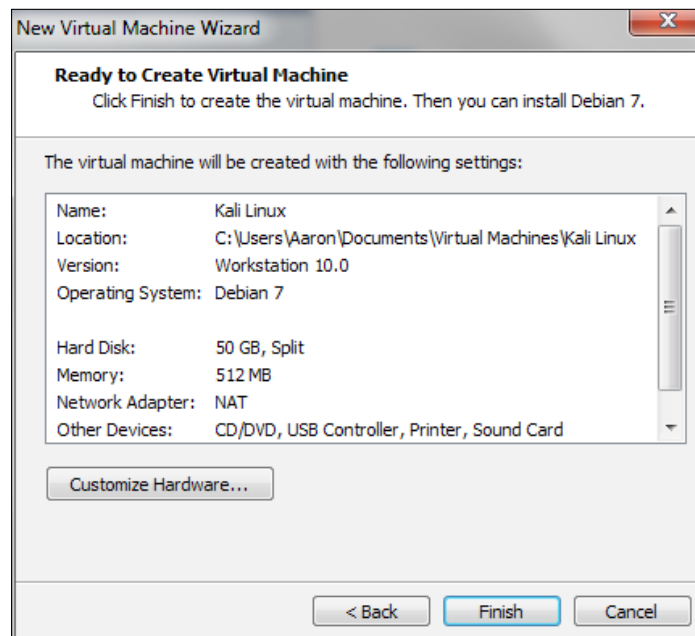 New Virtual Machine Wizard
Ready to Create Virtual Machine
Click Finish to create the virtual machine. Then you can install Debian 7.
The virtual machine will be created with the following settings:
Name: Kali Linux
Location: C:\Users\Aaron\Documents\Virtual Machines\Kali Linux
Version: Workstation 10.0
Operating System: Debian 7
Hard Disk: 50 GB, Split
Memory: 512 MB
Network Adapter: NAT
Other Devices: CD/DVD, USB Controller, Printer, Sound Card
Customize Hardware...
< Back Finish Cancel